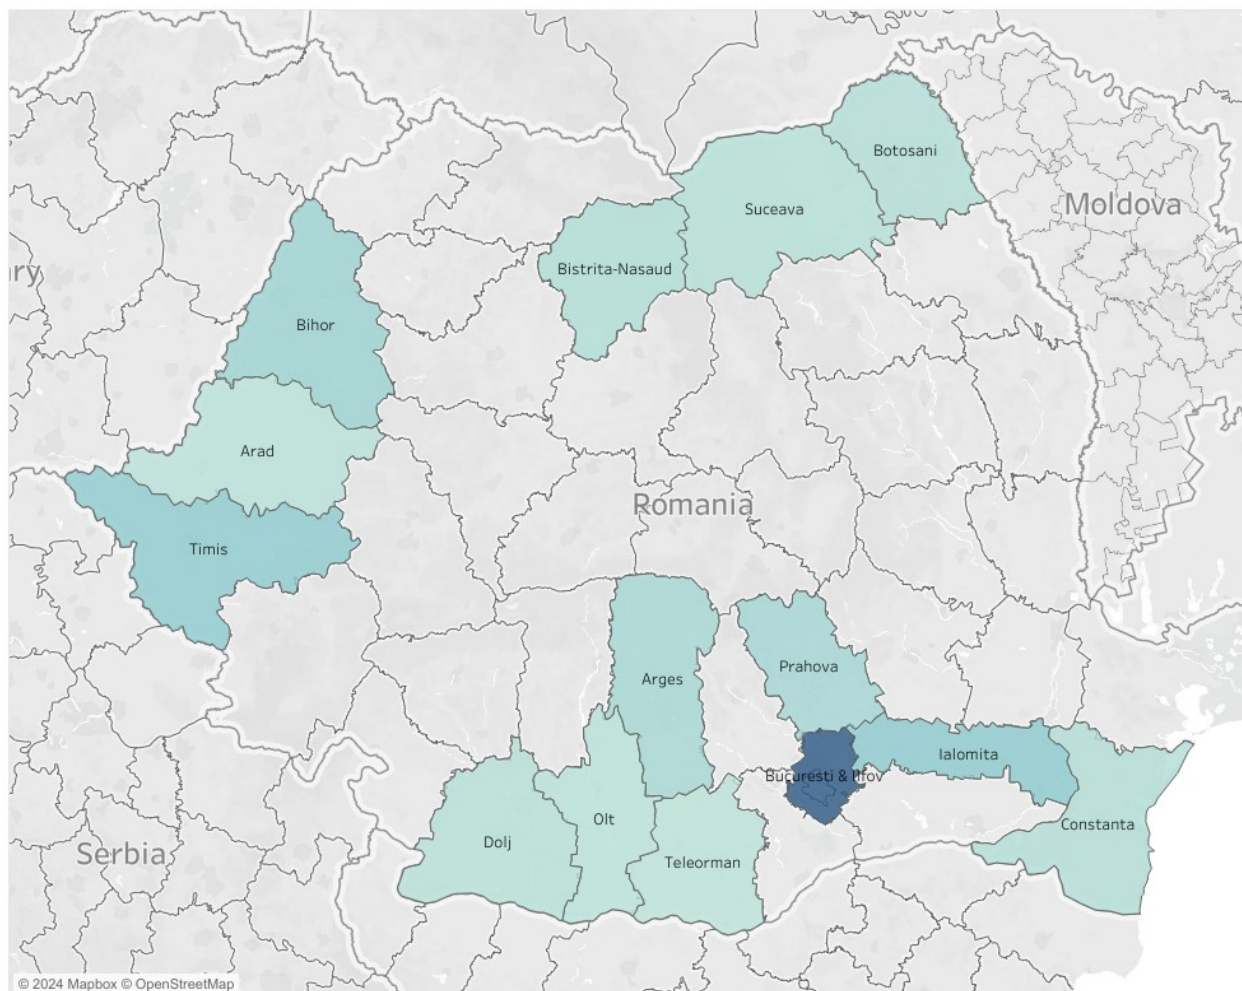 Botosani
Moldova
Suceava
Bistrita-Nasaud
ary
Bihor
Arad
Romania
Timis
Prahova
Arges
Ialomita
Bucuresti & Ilfov
Olt
Constanta
Dolj
Serbia
Teleorman
© 2024 Mapbox © OpenStreetMap